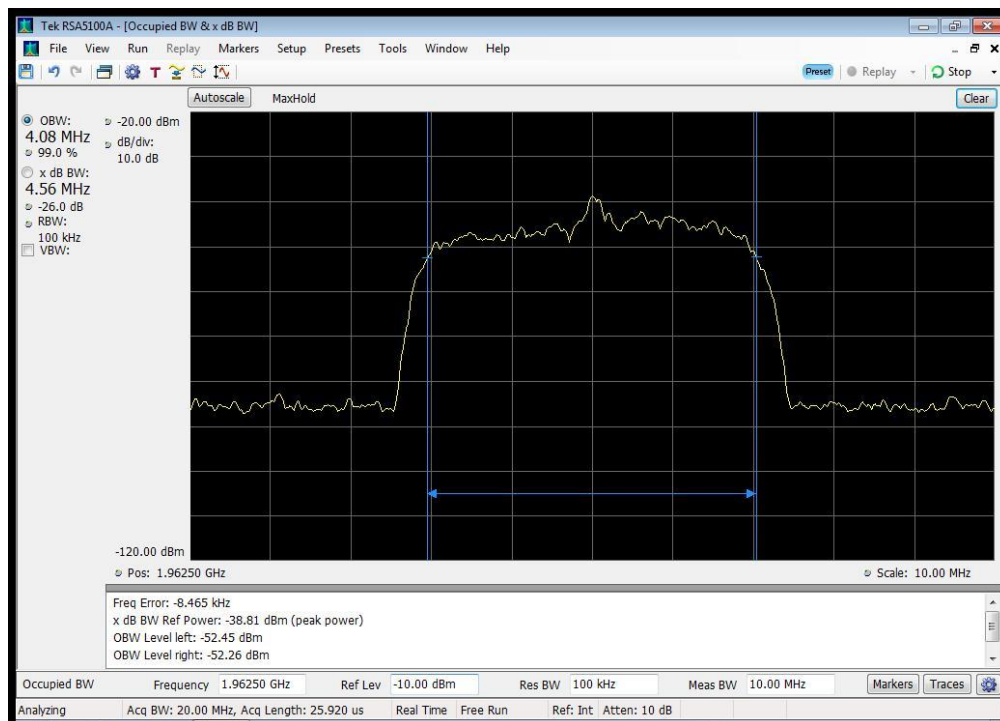 Tek RSA5100A - [Occupied BW & x dB BW]
File View Run Replay Markers Setup Presets Tools Window Help
T Preset Replay Stop
Autoscale MaxHold Clear
OBW:
4.08 MHz
99.0 %
x dB BW:
4.56 MHz
-26.0 dB
RBW:
100 kHz
VBW:
-20.00 dBm
dB/div:
10.0 dB
-120.00 dBm
Pos: 1.96250 GHz Scale: 10.00 MHz
Freq Error: -8.465 kHz
x dB BW Ref Power: -38.81 dBm (peak power)
OBW Level left: -52.45 dBm
OBW Level right: -52.26 dBm
Occupied BW Frequency 1.96250 GHz Ref Lev -10.00 dBm Res BW 100 kHz Meas BW 10.00 MHz Markers Traces
Analyzing Acq BW: 20.00 MHz, Acq Length: 25.920 us Real Time Free Run Ref: Int Atten: 10 dB